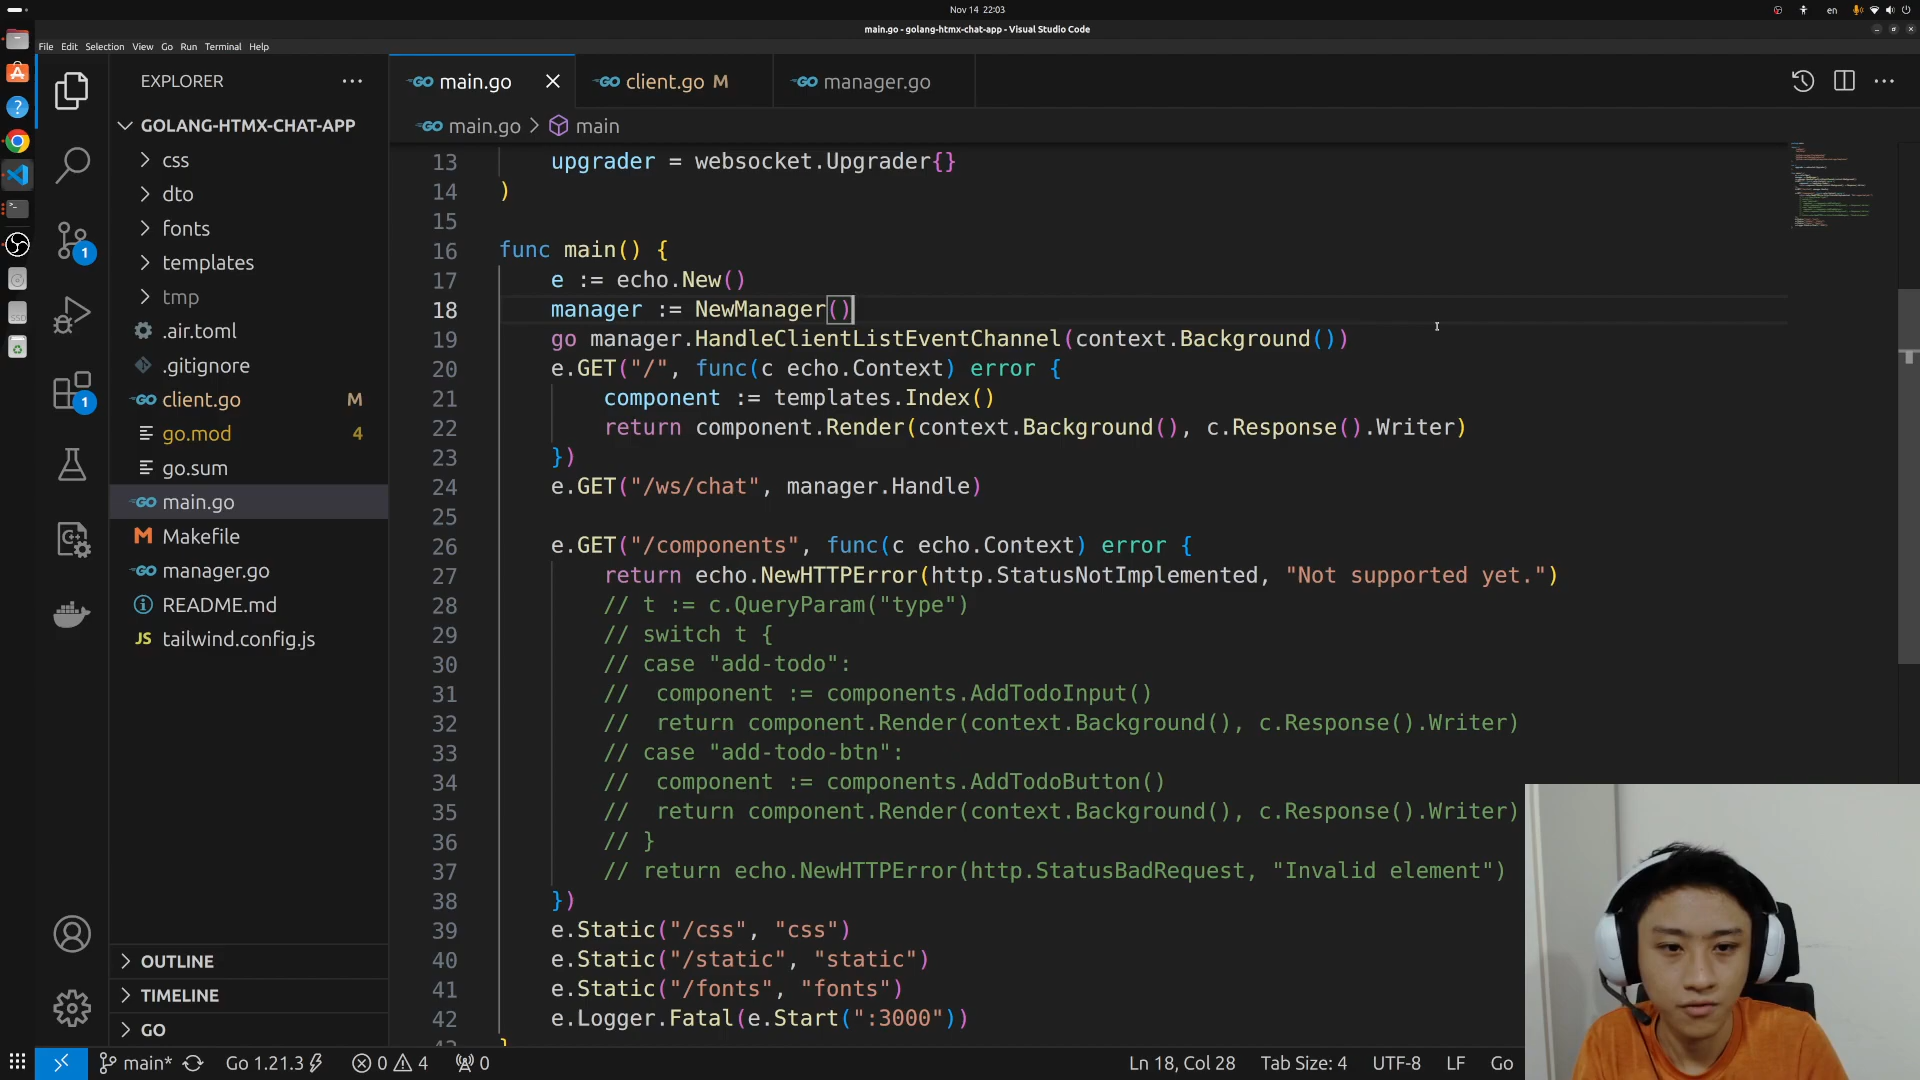 Nov 14 22:03
en
main.go - golang-htmx-chat-app - Visual Studio Code
File Edit Selection View Go Run Terminal Help
EXPLORER
GOLANG-HTMX-CHAT-APP
css
dto
fonts
templates
tmp
.air.toml
.gitignore
client.go M
go.mod 4
go.sum
main.go
Makefile
manager.go
README.md
tailwind.config.js
OUTLINE
TIMELINE
GO
1
1
main.go
client.go M
manager.go
main.go > main
13 upgrader = websocket.Upgrader{}
14 )
15
16 func main() {
17 e := echo.New()
18 manager := NewManager()
19 go manager.HandleClientListEventChannel(context.Background())
20 e.GET("/", func(c echo.Context) error {
21 component := templates.Index()
22 return component.Render(context.Background(), c.Response().Writer)
23 })
24 e.GET("/ws/chat", manager.Handle)
25
26 e.GET("/components", func(c echo.Context) error {
27 return echo.NewHTTPError(http.StatusNotImplemented, "Not supported yet.")
28 // t := c.QueryParam("type")
29 // switch t {
30 // case "add-todo":
31 // component := components.AddTodoInput()
32 // return component.Render(context.Background(), c.Response().Writer)
33 // case "add-todo-btn":
34 // component := components.AddTodoButton()
35 // return component.Render(context.Background(), c.Response().Writer)
36 // }
37 // return echo.NewHTTPError(http.StatusBadRequest, "Invalid element")
38 })
39 e.Static("/css", "css")
40 e.Static("/static", "static")
41 e.Static("/fonts", "fonts")
42 e.Logger.Fatal(e.Start(":3000"))
main* Go 1.21.3 0 4 0 Ln 18, Col 28 Tab Size: 4 UTF-8 LF Go